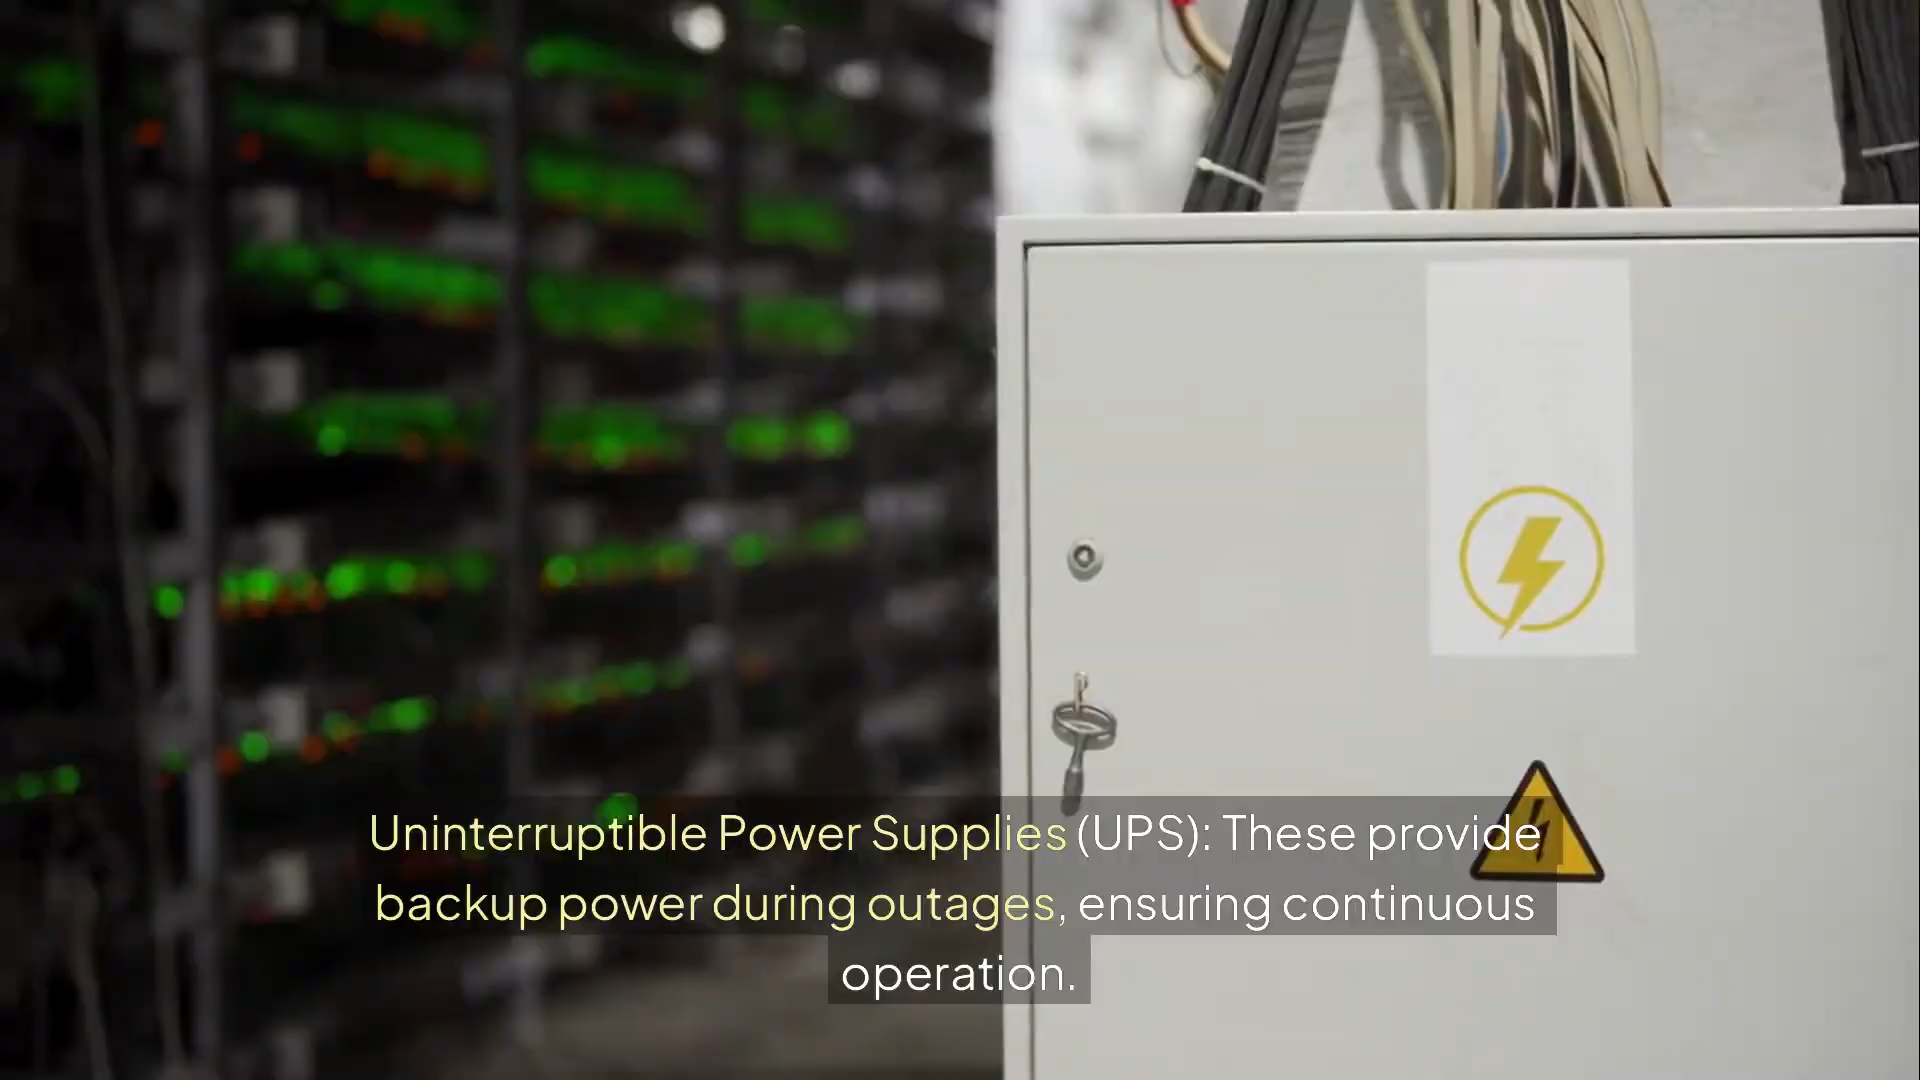 Uninterruptible Power Supplies (UPS): These provide
backup power during outages, ensuring continuous
operation.